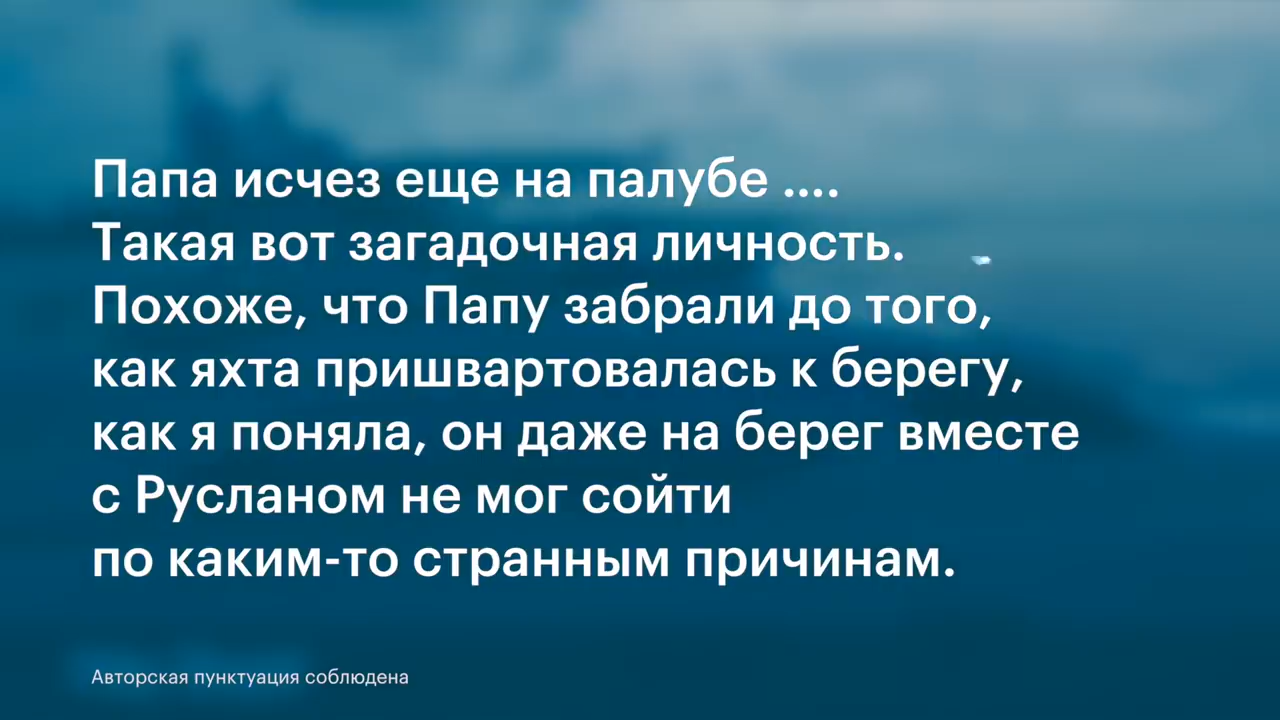 Папа исчез еще на палубе ....
Такая вот загадочная личность.
Похоже, что Папу забрали до того,
как яхта пришвартовалась к берегу,
как я поняла, он даже на берег вместе
с Русланом не мог сойти
по каким-то странным причинам.
Авторская пунктуация соблюдена